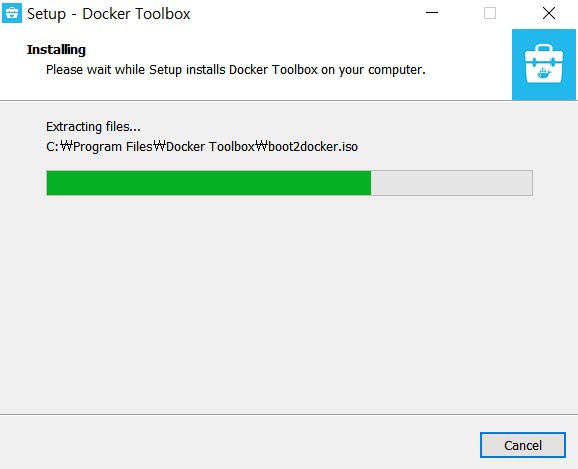 Setup - Docker Toolbox
Installing
Please wait while Setup installs Docker Toolbox on your computer.
Extracting files...
C:₩Program Files₩Docker Toolbox₩boot2docker.iso
Cancel